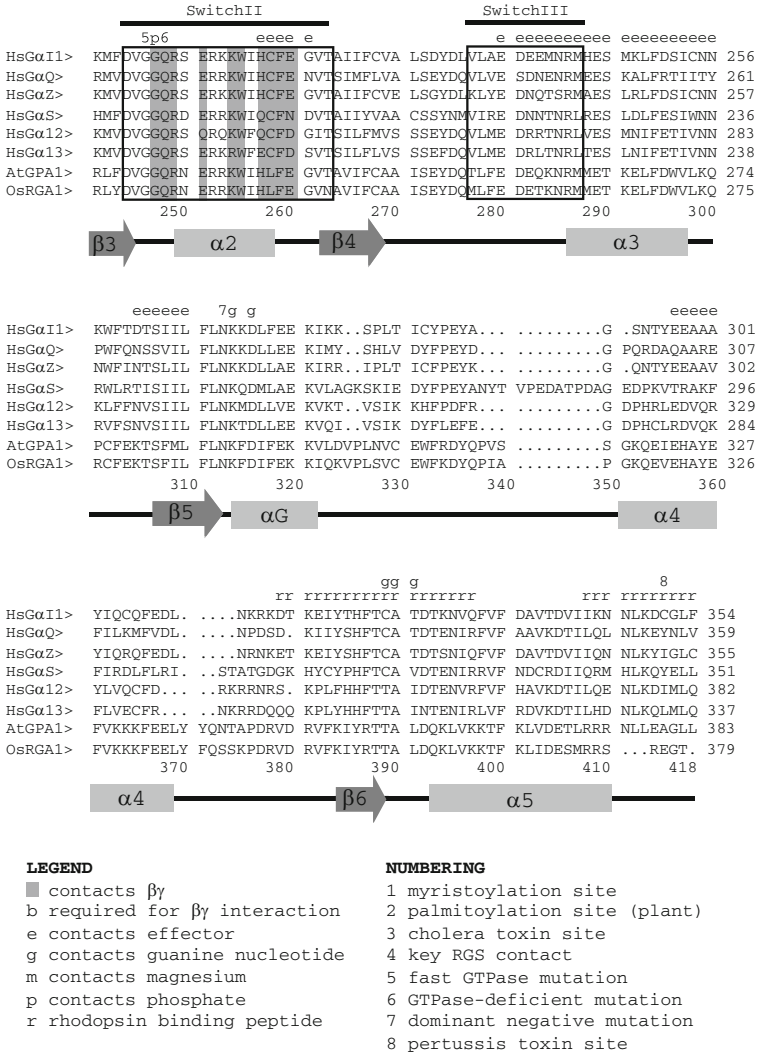 SwitchII SwitchIII
5p6 eeee e e eeeeeeeee eeeeeeeeee
HsGαI1> KMFDVGGQRS ERKKWIHCFE GVTAIIFCVA LSDYDLVLAE DEEMNRMHES MKLFDSICNN 256
HsGαQ> RMVDVGGQRS ERRKWIHCFE NVTSIMFLVA LSEYDQVLVE SDNENRMEES KALFRTIITY 261
HsGαZ> KMVDVGGQRS ERKKWIHCFE GVTAIIFCVE LSGYDLKLYE DNQTSRMAES LRLFDSICNN 257
HsGαS> HMFDVGGQRD ERRKWIQCFN DVTAIIYVAA CSSYNMVIRE DNNTNRLRES LDLFESIWNN 236
HsGα12> KMVDVGGQRS QRQKWFQCFD GITSILFMVS SSEYDQVLME DRRTNRLVES MNIFETIVNN 283
HsGα13> KMVDVGGQRS ERKRWFECFD SVTSILFLVS SSEFDQVLME DRLTNRLTES LNIFETIVNN 238
AtGPA1> RLFDVGGQRN ERRKWIHLFE GVTAVIFCAA ISEYDQTLFE DEQKNRMMET KELFDWVLKQ 274
OsRGA1> RLYDVGGQRN ERRKWIHLFE GVNAVIFCAA ISEYDQMLFE DETKNRMMET KELFDWVLKQ 275
250 260 270 280 290 300
β3 α2 β4 α3
eeeeee 7g g eeeee
HsGαI1> KWFTDTSIIL FLNKKDLFEE KIKK..SPLT ICYPEYA... .........G .SNTYEEAAA 301
HsGαQ> PWFQNSSVIL FLNKKDLLEE KIMY..SHLV DYFPEYD... .........G PQRDAQAARE 307
HsGαZ> NWFINTSLIL FLNKKDLLAE KIRR..IPLT ICFPEYK... .........G .QNTYEEAAV 302
HsGαS> RWLRTISIIL FLNKQDMLAE KVLAGKSKIE DYFPEYANYT VPEDATPDAG EDPKVTRAKF 296
HsGα12> KLFFNVSIIL FLNKMDLLVE KVKT..VSIK KHFPDFR... .........G DPHRLEDVQR 329
HsGα13> RVFSNVSIIL FLNKTDLLEE KVQI..VSIK DYFLEFE... .........G DPHCLRDVQK 284
AtGPA1> PCFEKTSFML FLNKFDIFEK KVLDVPLNVC EWFRDYQPVS .........S GKQEIEHAYE 327
OsRGA1> RCFEKTSFIL FLNKFDIFEK KIQKVPLSVC EWFKDYQPIA .........P GKQEVEHAYE 326
310 320 330 340 350 360
β5 αG α4
gg g 8
rr rrrrrrrrrr rrrrrrr rrr rrrrrrrr
HsGαI1> YIQCQFEDL. ....NKRKDT KEIYTHFTCA TDTKNVQFVF DAVTDVIIKN NLKDCGLF 354
HsGαQ> FILKMFVDL. ....NPDSD. KIIYSHFTCA TDTENIRFVF AAVKDTILQL NLKEYNLV 359
HsGαZ> YIQRQFEDL. ....NRNKET KEIYSHFTCA TDTSNIQFVF DAVTDVIIQN NLKYIGLC 355
HsGαS> FIRDLFLRI. ..STATGDGK HYCYPHFTCA VDTENIRRVF NDCRDIIQRM HLKQYELL 351
HsGα12> YLVQCFD... ..RKRRNRS. KPLFHHFTTA IDTENVRFVF HAVKDTILQE NLKDIMLQ 382
HsGα13> FLVECFR... ..NKRRDQQQ KPLYHHFTTA INTENIRLVF RDVKDTILHD NLKQLMLQ 337
AtGPA1> FVKKKFEELY YQNTAPDRVD RVFKIYRTTA LDQKLVKKTF KLVDETLRRR NLLEAGLL 383
OsRGA1> FVKKKFEELY FQSSKPDRVD RVFKIYRTTA LDQKLVKKTF KLIDESMRRS ...REGT. 379
370 380 391 400 411 418
α4 β6 α5
LEGEND
contacts βγ
b required for βγ interaction
e contacts effector
g contacts guanine nucleotide
m contacts magnesium
p contacts phosphate
r rhodopsin binding peptide
NUMBERING
1 myristoylation site
2 palmitoylation site (plant)
3 cholera toxin site
4 key RGS contact
5 fast GTPase mutation
6 GTPase-deficient mutation
7 dominant negative mutation
8 pertussis toxin site